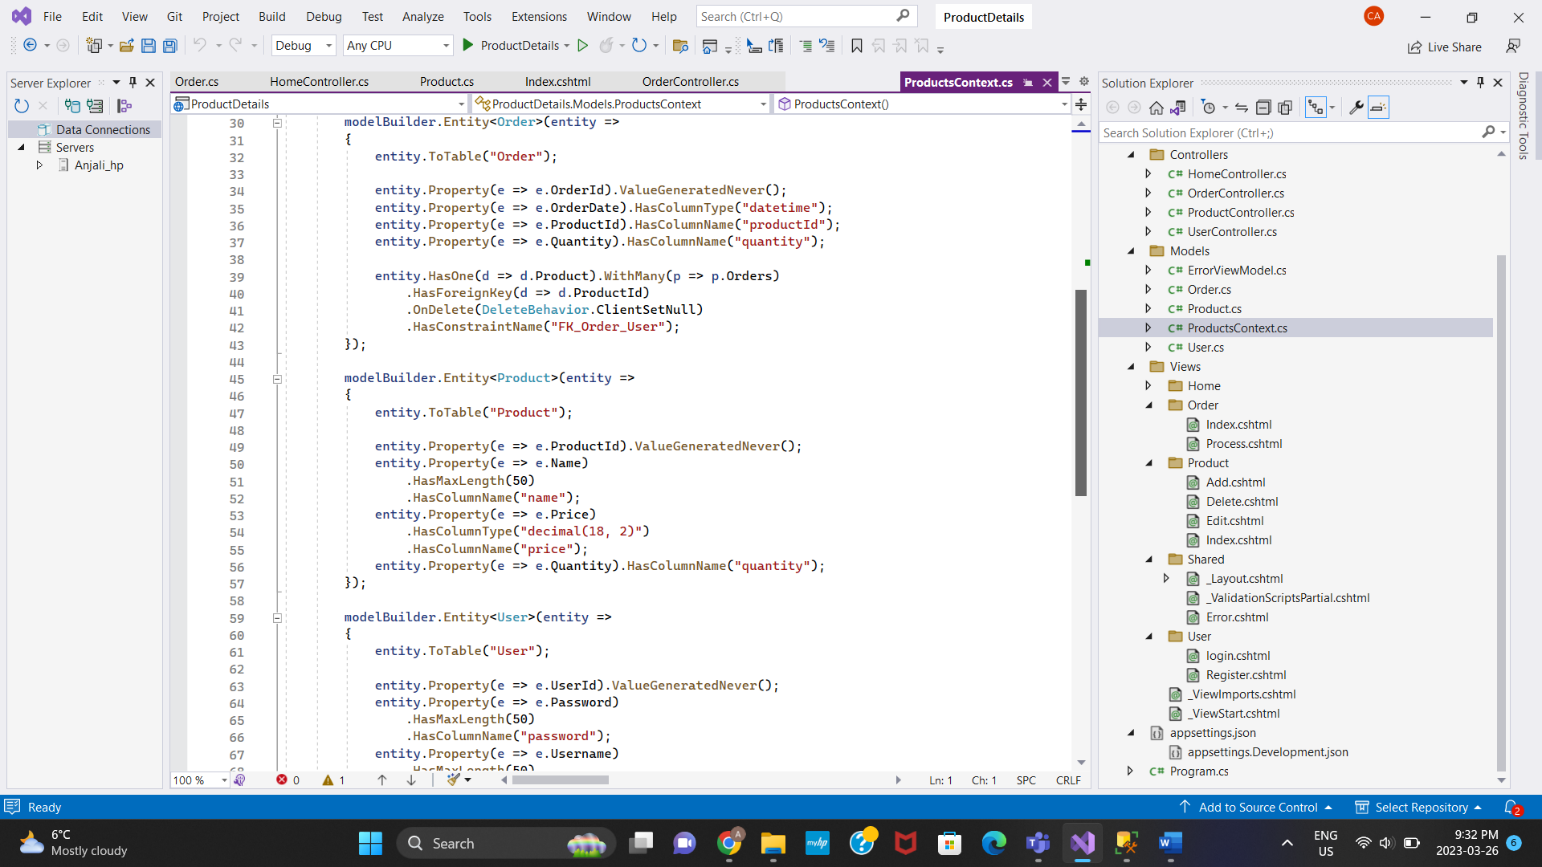 File Edit View Git Project Build Debug Test Analyze Tools Extensions Window Help Search (Ctrl+Q) ProductDetails CA
Debug Any CPU ProductDetails Live Share
Server Explorer
Data Connections
Servers
Anjali_hp
Order.cs HomeController.cs Product.cs Index.cshtml OrderController.cs ProductsContext.cs
ProductDetails ProductDetails.Models.ProductsContext ProductsContext()
30 modelBuilder.Entity<Order>(entity =>
31 {
32 entity.ToTable("Order");
33
34 entity.Property(e => e.OrderId).ValueGeneratedNever();
35 entity.Property(e => e.OrderDate).HasColumnType("datetime");
36 entity.Property(e => e.ProductId).HasColumnName("productId");
37 entity.Property(e => e.Quantity).HasColumnName("quantity");
38
39 entity.HasOne(d => d.Product).WithMany(p => p.Orders)
40 .HasForeignKey(d => d.ProductId)
41 .OnDelete(DeleteBehavior.ClientSetNull)
42 .HasConstraintName("FK_Order_User");
43 });
44
45 modelBuilder.Entity<Product>(entity =>
46 {
47 entity.ToTable("Product");
48
49 entity.Property(e => e.ProductId).ValueGeneratedNever();
50 entity.Property(e => e.Name)
51 .HasMaxLength(50)
52 .HasColumnName("name");
53 entity.Property(e => e.Price)
54 .HasColumnType("decimal(18, 2)")
55 .HasColumnName("price");
56 entity.Property(e => e.Quantity).HasColumnName("quantity");
57 });
58
59 modelBuilder.Entity<User>(entity =>
60 {
61 entity.ToTable("User");
62
63 entity.Property(e => e.UserId).ValueGeneratedNever();
64 entity.Property(e => e.Password)
65 .HasMaxLength(50)
66 .HasColumnName("password");
67 entity.Property(e => e.Username)
68 .HasMaxLength(50)
100 % 0 1 Ln: 1 Ch: 1 SPC CRLF
Solution Explorer
Search Solution Explorer (Ctrl+;)
Controllers
C# HomeController.cs
C# OrderController.cs
C# ProductController.cs
C# UserController.cs
Models
C# ErrorViewModel.cs
C# Order.cs
C# Product.cs
C# ProductsContext.cs
C# User.cs
Views
Home
Order
Index.cshtml
Process.cshtml
Product
Add.cshtml
Delete.cshtml
Edit.cshtml
Index.cshtml
Shared
_Layout.cshtml
_ValidationScriptsPartial.cshtml
Error.cshtml
User
login.cshtml
Register.cshtml
_ViewImports.cshtml
_ViewStart.cshtml
appsettings.json
appsettings.Development.json
C# Program.cs
Diagnostic Tools
Ready Add to Source Control Select Repository 2
6°C
Mostly cloudy
Search
A
myhp
ENG
US
9:32 PM
2023-03-26
6